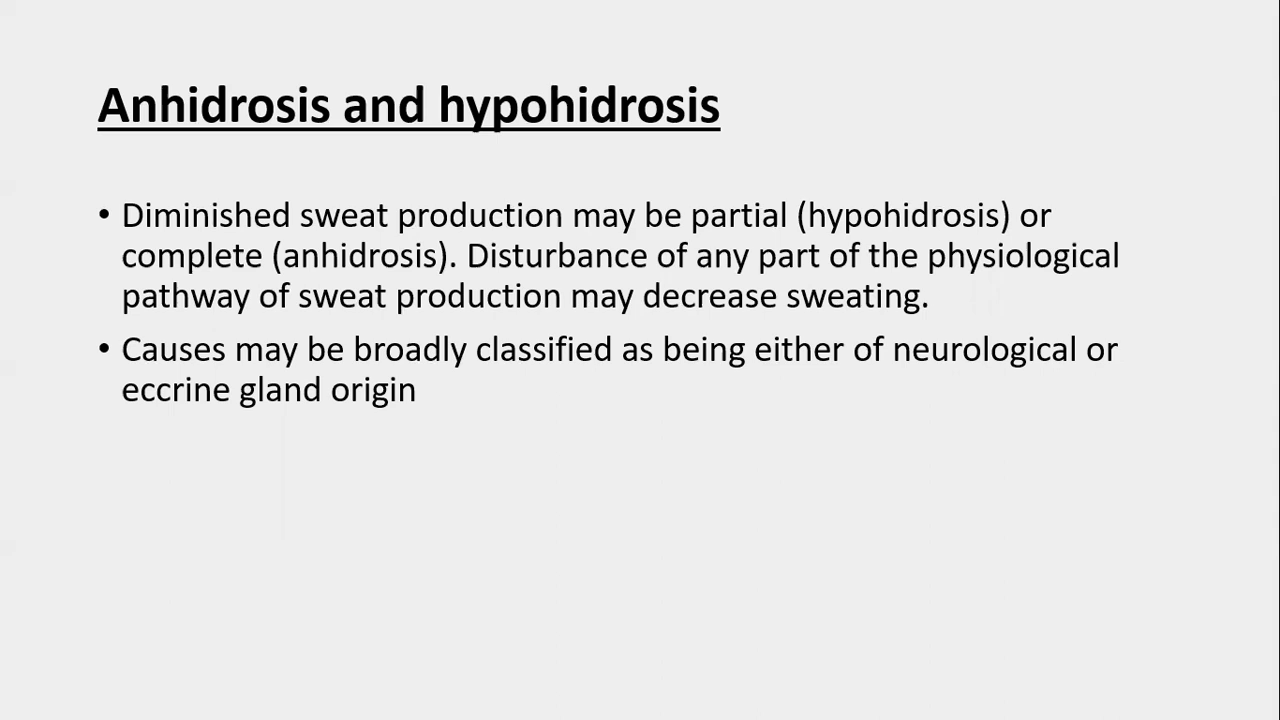 Anhidrosis and hypohidrosis
• Diminished sweat production may be partial (hypohidrosis) or
complete (anhidrosis). Disturbance of any part of the physiological
pathway of sweat production may decrease sweating.
• Causes may be broadly classified as being either of neurological or
eccrine gland origin